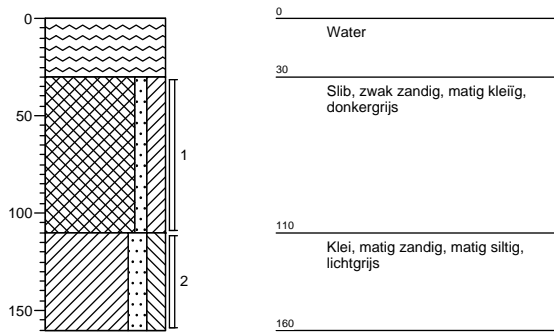 0
50
100
150
1
2
0
Water
30
Slib, zwak zandig, matig kleiïg,
donkergrijs
110
Klei, matig zandig, matig siltig,
lichtgrijs
160